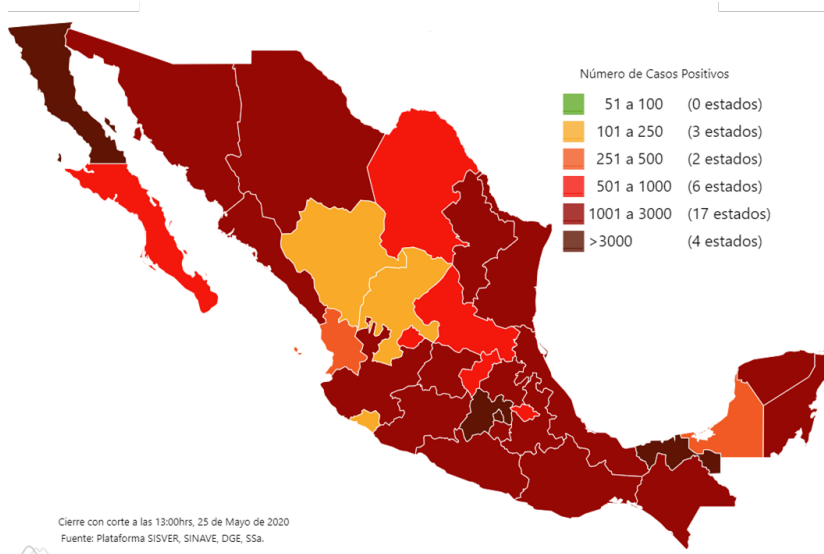 Número de Casos Positivos
51 a 100 (0 estados)
101 a 250 (3 estados)
251 a 500 (2 estados)
501 a 1000 (6 estados)
1001 a 3000 (17 estados)
>3000 (4 estados)
Cierre con corte a las 13:00hrs, 25 de Mayo de 2020
Fuente: Plataforma SISVER, SINAVE, DGE, SSa.